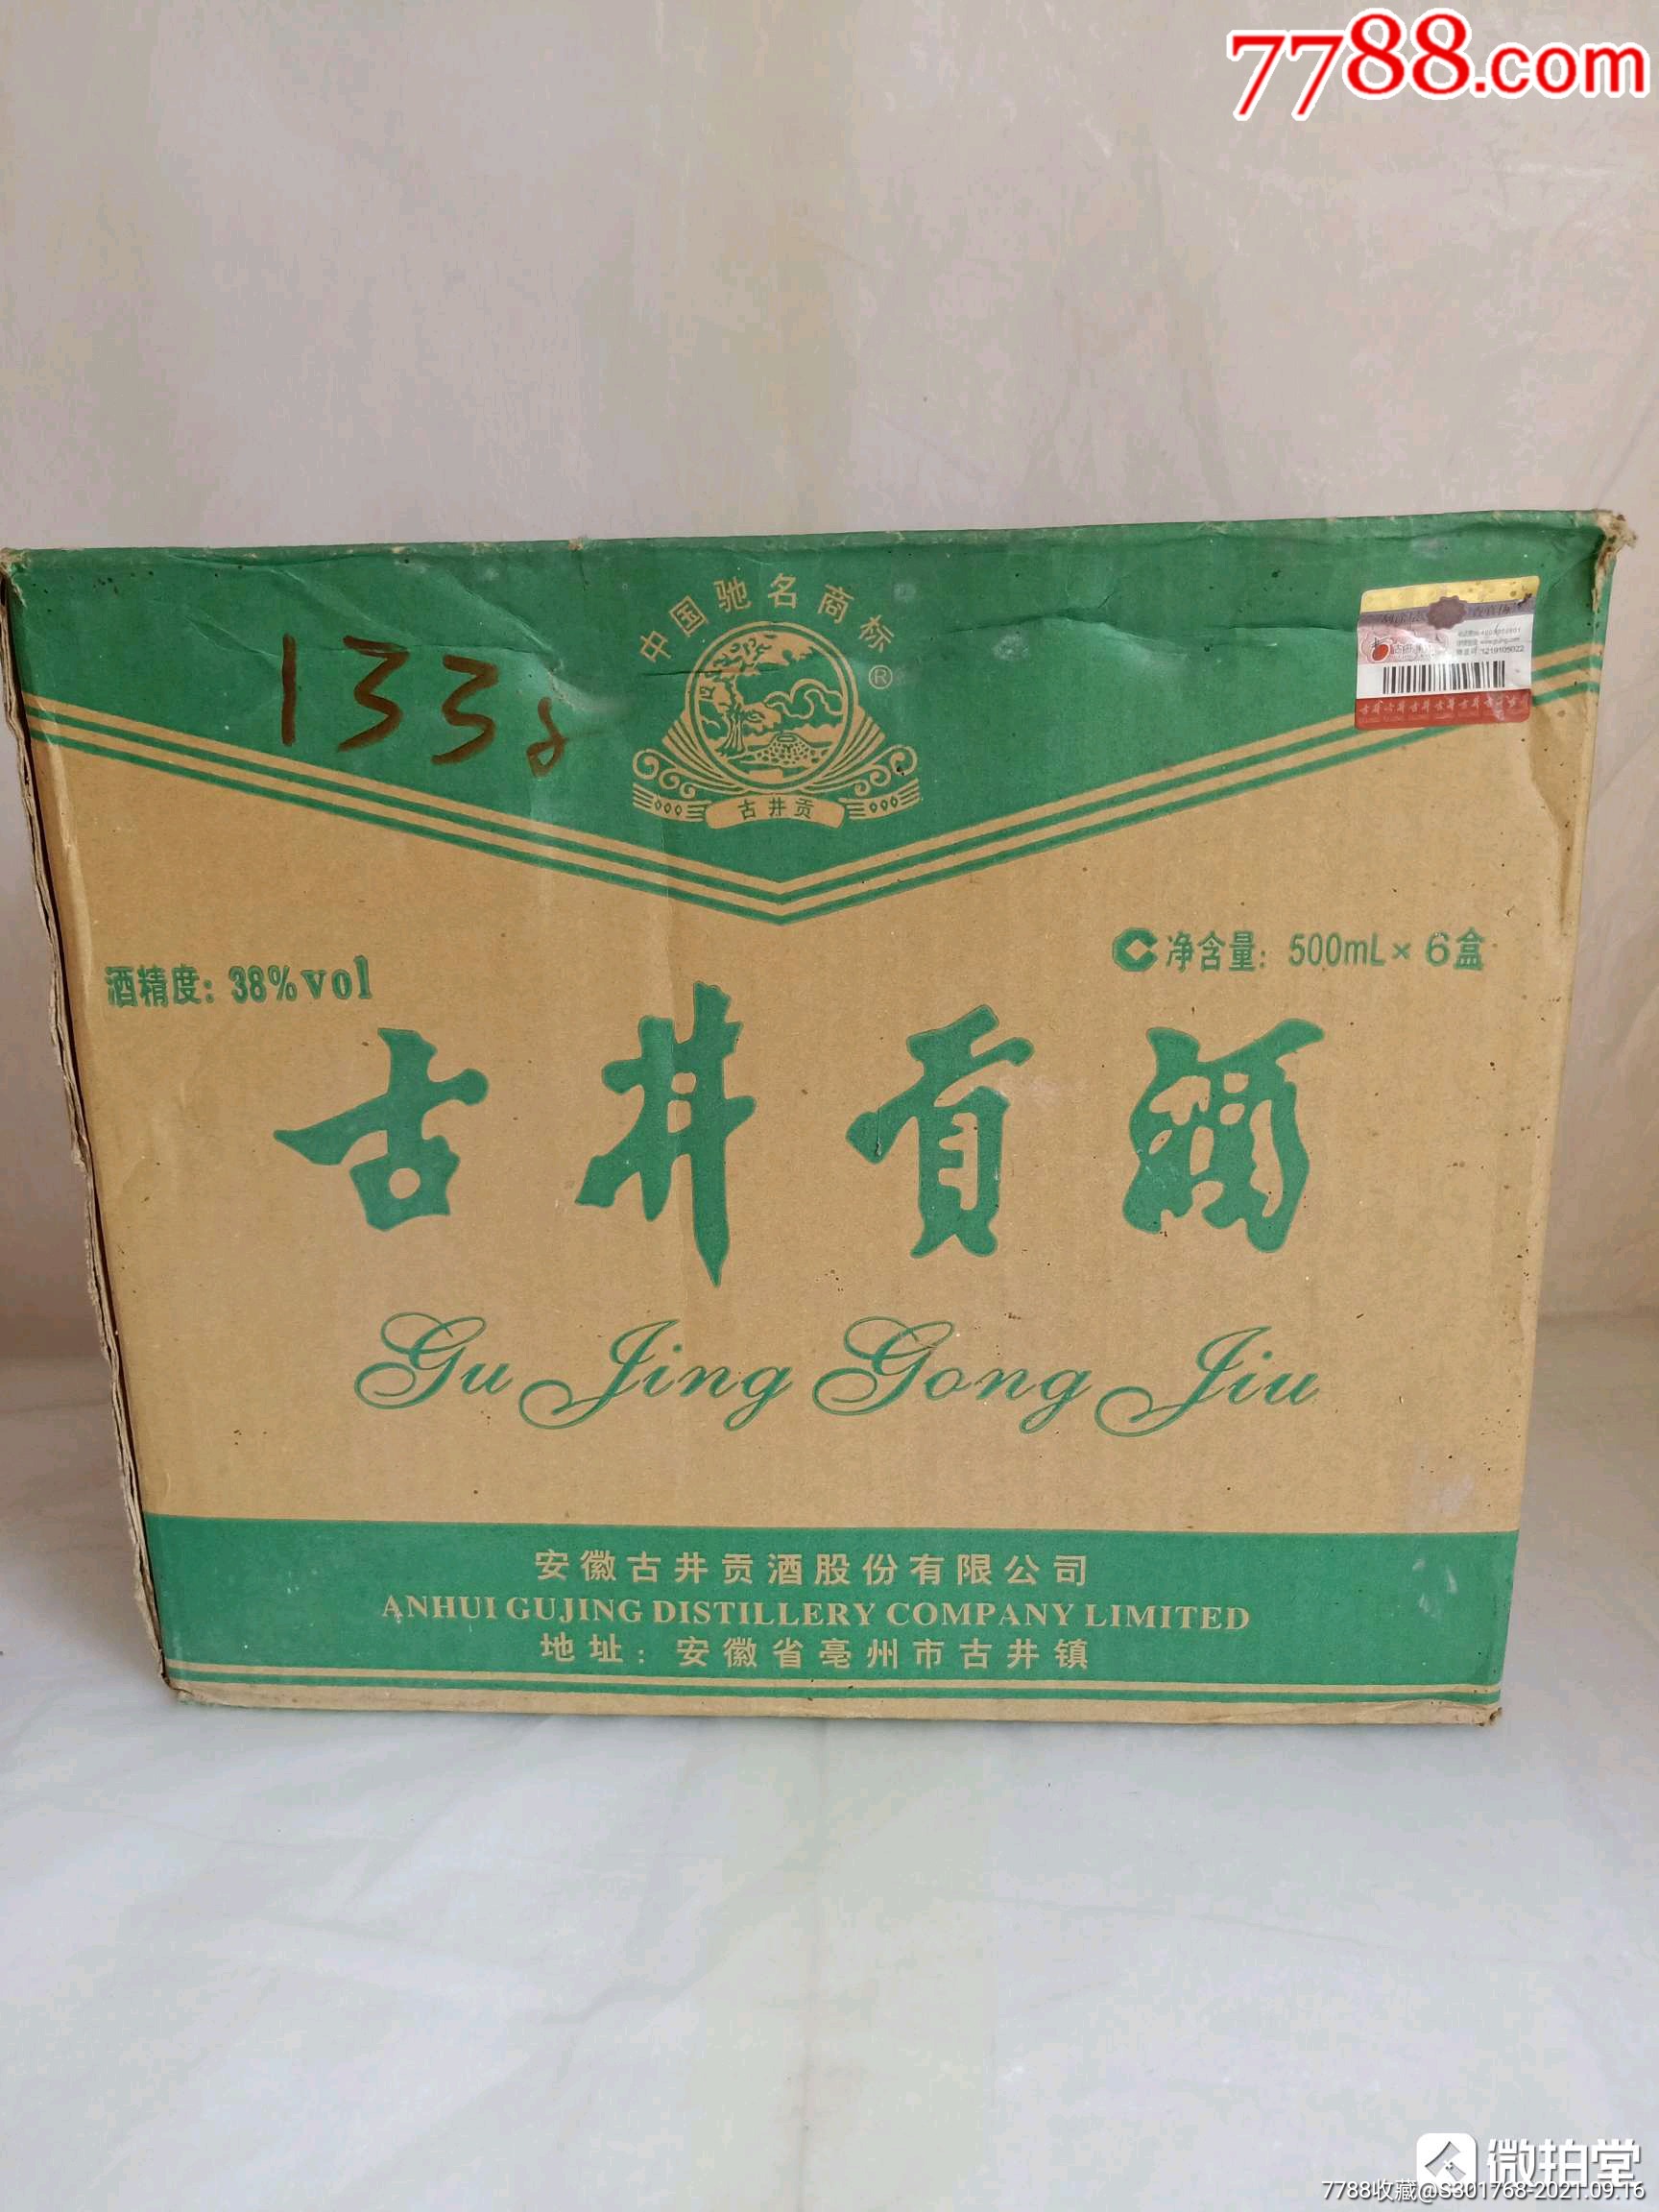 7788.com
中国驰名商标
®
133
古井贡
1219105022
酒精度：38%vol
C净含量：500mL×6盒
古井贡酒
Gu Jing Gong Jiu
安徽古井贡酒股份有限公司
ANHUI GUJING DISTILLERY COMPANY LIMITED
地址：安徽省亳州市古井镇
微拍堂
7788收藏@S301768-2021.09.16